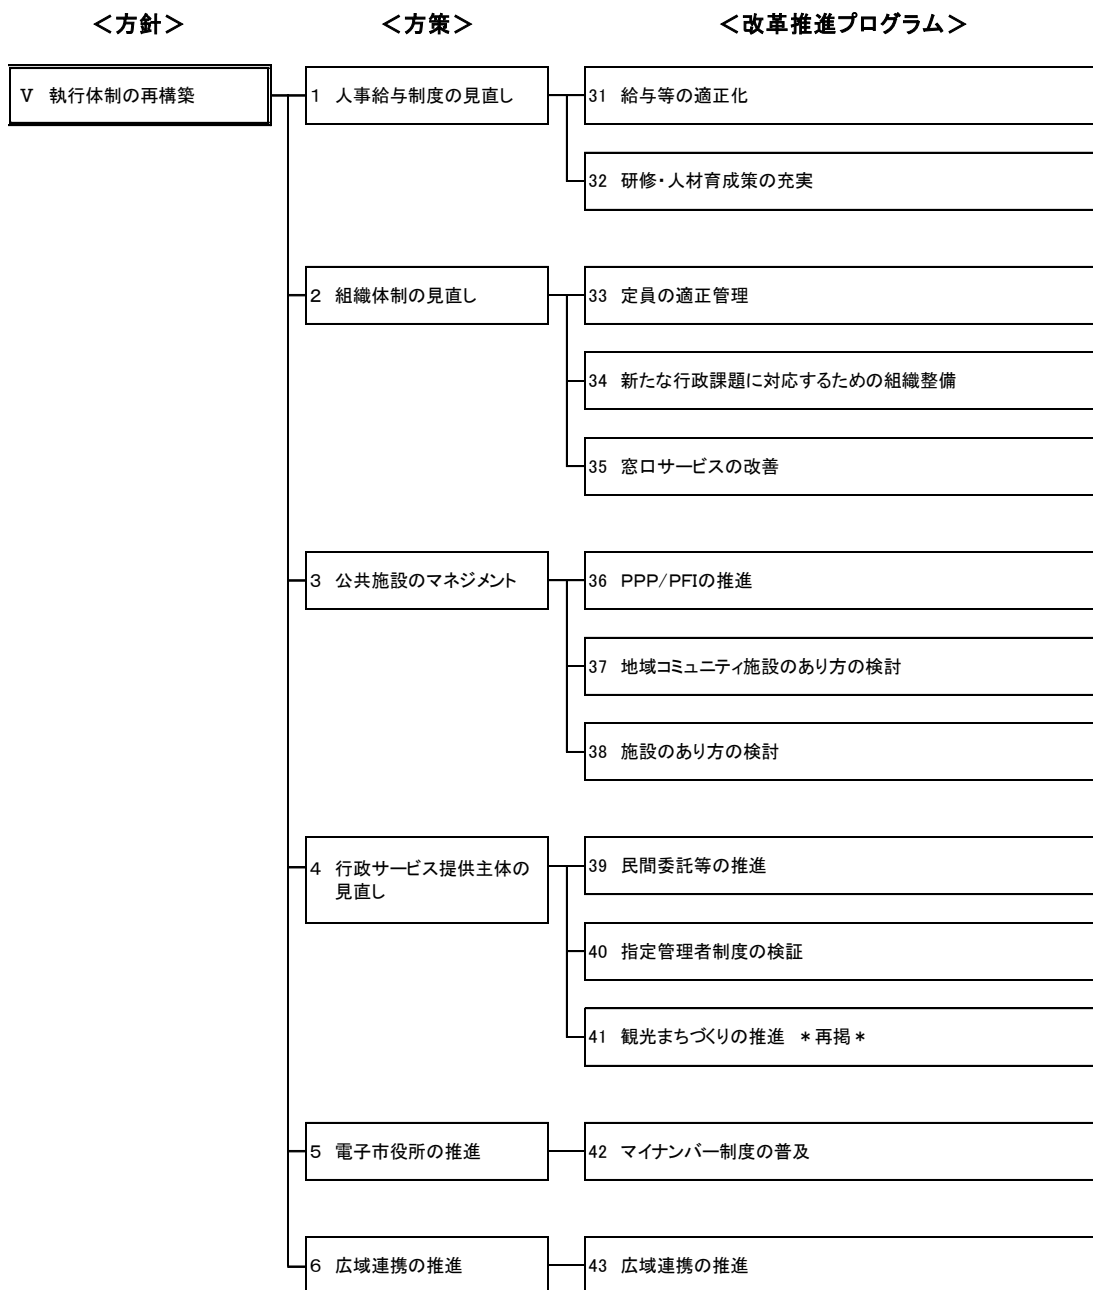 ＜方針＞ ＜方策＞ ＜改革推進プログラム＞
Ⅴ 執行体制の再構築
1 人事給与制度の見直し
31 給与等の適正化
32 研修・人材育成策の充実
2 組織体制の見直し
33 定員の適正管理
34 新たな行政課題に対応するための組織整備
35 窓口サービスの改善
3 公共施設のマネジメント
36 PPP/PFIの推進
37 地域コミュニティ施設のあり方の検討
38 施設のあり方の検討
4 行政サービス提供主体の
見直し
39 民間委託等の推進
40 指定管理者制度の検証
41 観光まちづくりの推進 ＊再掲＊
5 電子市役所の推進
42 マイナンバー制度の普及
6 広域連携の推進
43 広域連携の推進